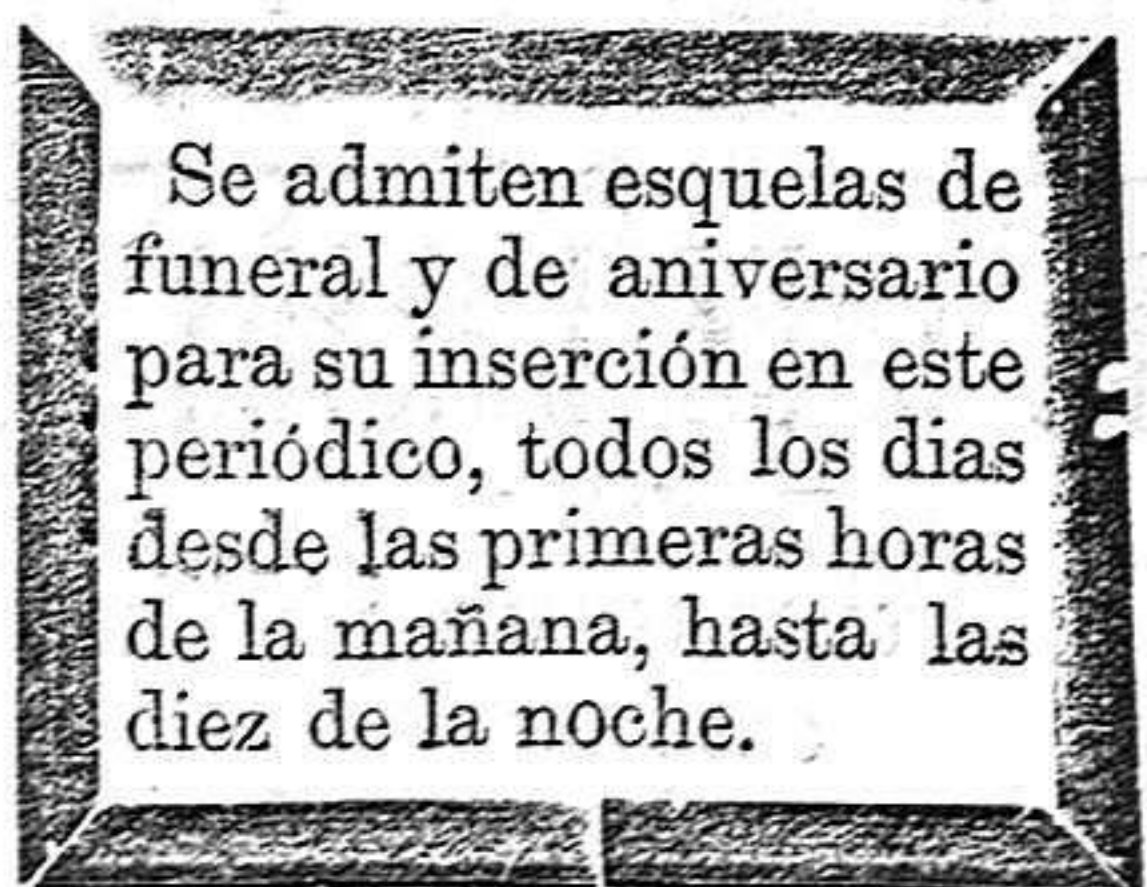 Se admiten esquelas de
funeral y de aniversario
para su inserción en este
periódico, todos los dias
desde las primeras horas
de la mañana, hasta las
diez de la noche.